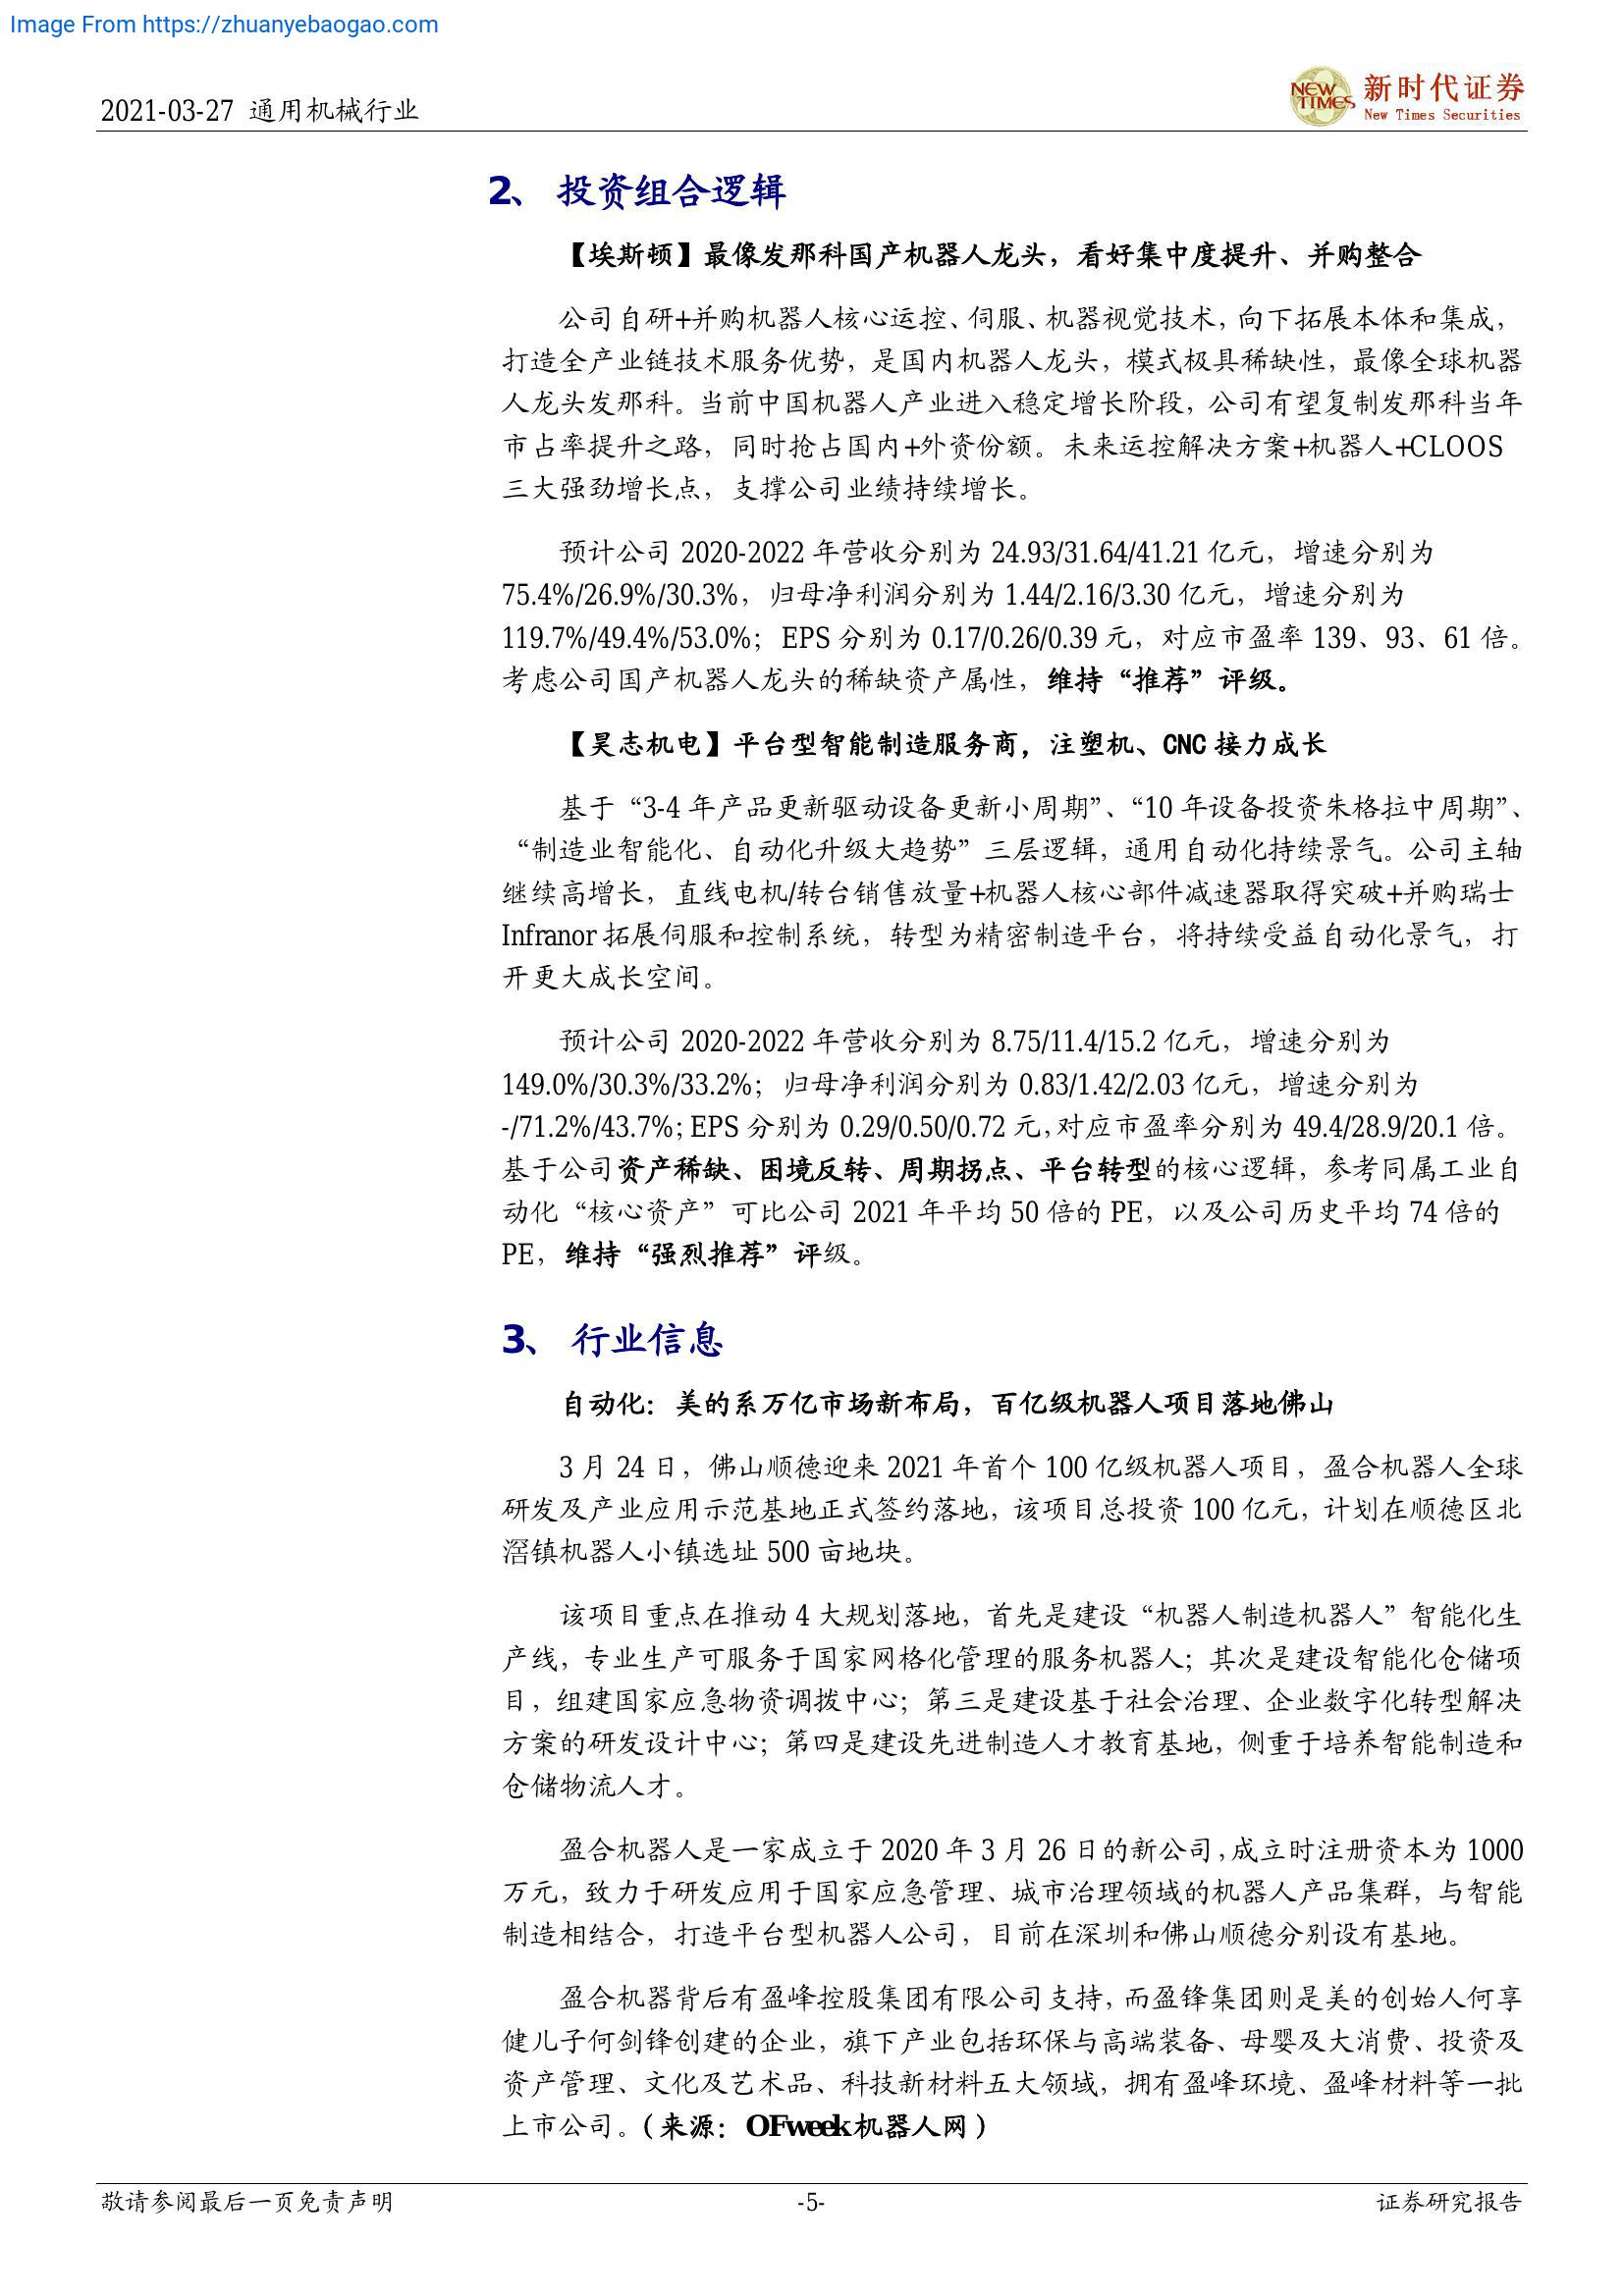 Image From https://zhuanyebaogao.com
2021-03-27 通用机械行业
NEW TIMES
新时代证券
New Times Securities
2、 投资组合逻辑
【埃斯顿】最像发那科国产机器人龙头，看好集中度提升、并购整合
公司自研+并购机器人核心运控、伺服、机器视觉技术，向下拓展本体和集成，
打造全产业链技术服务优势，是国内机器人龙头，模式极具稀缺性，最像全球机器
人龙头发那科。当前中国机器人产业进入稳定增长阶段，公司有望复制发那科当年
市占率提升之路，同时抢占国内+外资份额。未来运控解决方案+机器人+CLOOS
三大强劲增长点，支撑公司业绩持续增长。
预计公司 2020-2022 年营收分别为 24.93/31.64/41.21 亿元，增速分别为
75.4%/26.9%/30.3%，归母净利润分别为 1.44/2.16/3.30 亿元，增速分别为
119.7%/49.4%/53.0%；EPS 分别为 0.17/0.26/0.39 元，对应市盈率 139、93、61 倍。
考虑公司国产机器人龙头的稀缺资产属性，维持“推荐”评级。
【昊志机电】平台型智能制造服务商，注塑机、CNC 接力成长
基于“3-4 年产品更新驱动设备更新小周期”、“10 年设备投资朱格拉中周期”、
“制造业智能化、自动化升级大趋势”三层逻辑，通用自动化持续景气。公司主轴
继续高增长，直线电机/转台销售放量+机器人核心部件减速器取得突破+并购瑞士
Infranor 拓展伺服和控制系统，转型为精密制造平台，将持续受益自动化景气，打
开更大成长空间。
预计公司 2020-2022 年营收分别为 8.75/11.4/15.2 亿元，增速分别为
149.0%/30.3%/33.2%；归母净利润分别为 0.83/1.42/2.03 亿元，增速分别为
-/71.2%/43.7%；EPS 分别为 0.29/0.50/0.72 元，对应市盈率分别为 49.4/28.9/20.1 倍。
基于公司资产稀缺、困境反转、周期拐点、平台转型的核心逻辑，参考同属工业自
动化“核心资产”可比公司 2021 年平均 50 倍的 PE，以及公司历史平均 74 倍的
PE，维持“强烈推荐”评级。
3、 行业信息
自动化：美的系万亿市场新布局，百亿级机器人项目落地佛山
3 月 24 日，佛山顺德迎来 2021 年首个 100 亿级机器人项目，盈合机器人全球
研发及产业应用示范基地正式签约落地，该项目总投资 100 亿元，计划在顺德区北
滘镇机器人小镇选址 500 亩地块。
该项目重点在推动 4 大规划落地，首先是建设“机器人制造机器人”智能化生
产线，专业生产可服务于国家网格化管理的服务机器人；其次是建设智能化仓储项
目，组建国家应急物资调拨中心；第三是建设基于社会治理、企业数字化转型解决
方案的研发设计中心；第四是建设先进制造人才教育基地，侧重于培养智能制造和
仓储物流人才。
盈合机器人是一家成立于 2020 年 3 月 26 日的新公司，成立时注册资本为 1000
万元，致力于研发应用于国家应急管理、城市治理领域的机器人产品集群，与智能
制造相结合，打造平台型机器人公司，目前在深圳和佛山顺德分别设有基地。
盈合机器背后有盈峰控股集团有限公司支持，而盈锋集团则是美的创始人何享
健儿子何剑锋创建的企业，旗下产业包括环保与高端装备、母婴及大消费、投资及
资产管理、文化及艺术品、科技新材料五大领域，拥有盈峰环境、盈峰材料等一批
上市公司。（来源：OFweek 机器人网）
敬请参阅最后一页免责声明
-5-
证券研究报告